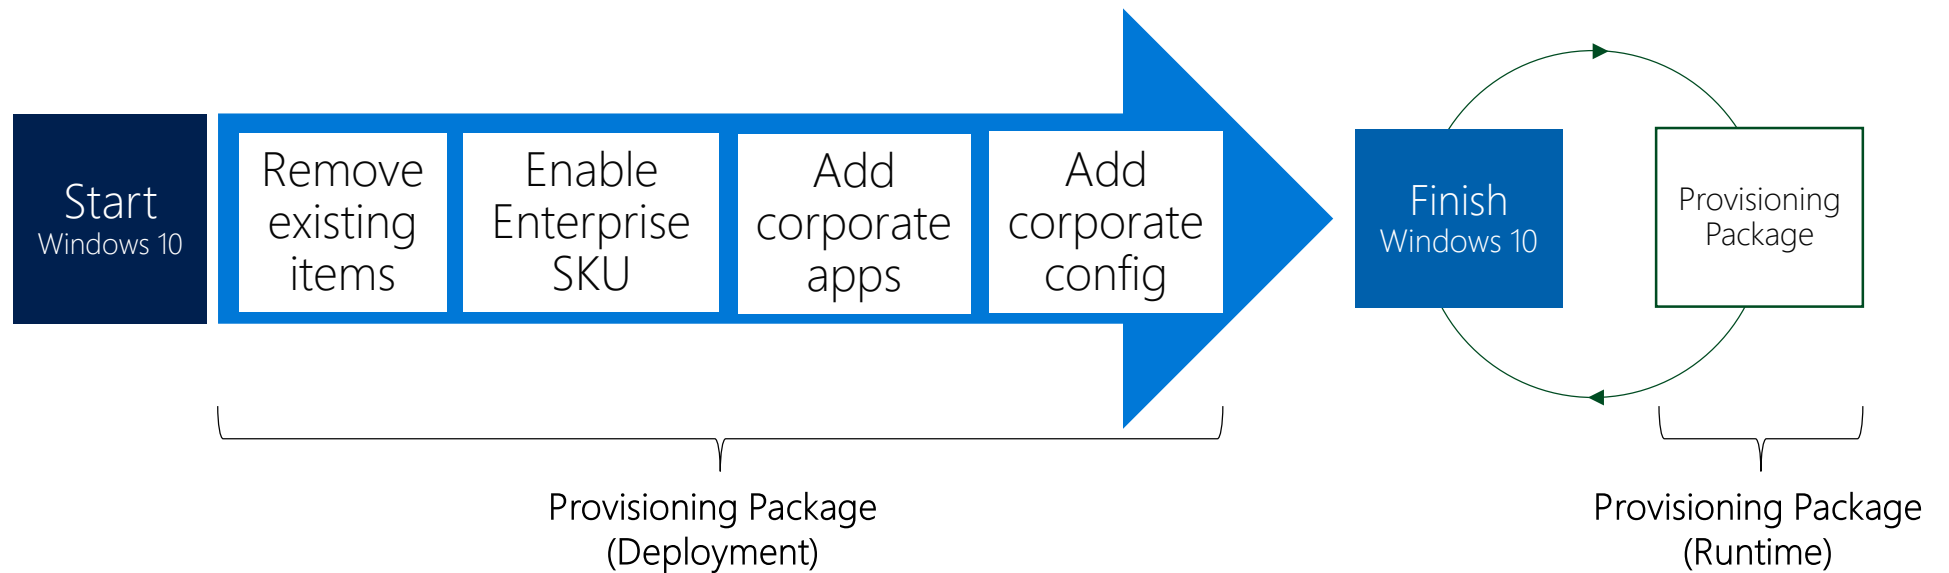 Start
Windows 10
Remove
existing
items
Enable
Enterprise
SKU
Add
corporate
apps
Add
corporate
config
Finish
Windows 10
Provisioning
Package
Provisioning Package
(Deployment)
Provisioning Package
(Runtime)